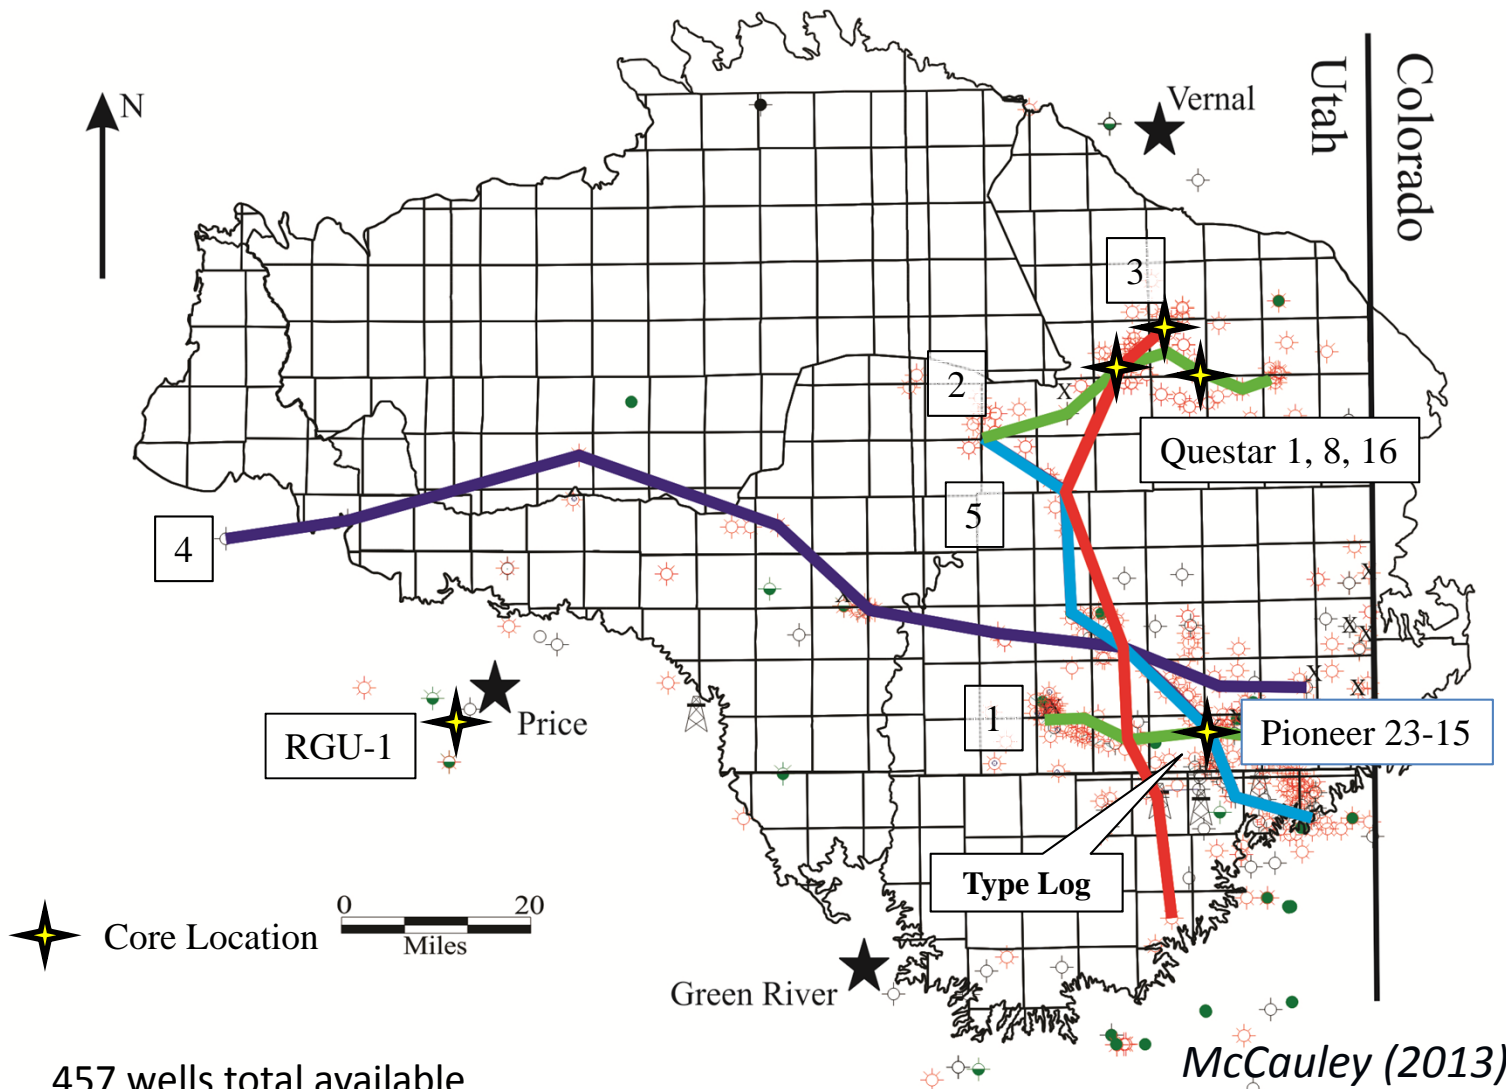 N
Vernal
Utah
Colorado
3
2
Questar 1, 8, 16
5
4
1
Pioneer 23-15
Price
RGU-1
Type Log
0 20
Miles
Core Location
Green River
McCauley (2013)
457 wells total available
X
X
X
X
X
X
X
X